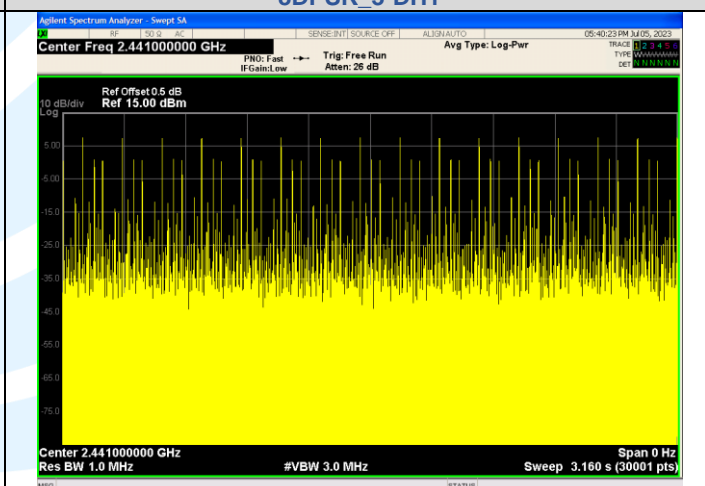 Agilent Spectrum Analyzer - Swept SA
RF 50 Ω AC SENSE:INT SOURCE OFF ALIGNAUTO 05:40:23 PM Jul 05, 2023
Center Freq 2.441000000 GHz
Avg Type: Log-Pwr
TRACE 1 2 3 4 5 6
TYPE WWWWWW
DET N N N N N N
PNO: Fast Trig: Free Run
IFGain:Low Atten: 26 dB
Ref Offset 0.5 dB
10 dB/div Ref 15.00 dBm
Log
5.00
-5.00
-15.0
-25.0
-35.0
-45.0
-55.0
-65.0
-75.0
Center 2.441000000 GHz Span 0 Hz
Res BW 1.0 MHz #VBW 3.0 MHz Sweep 3.160 s (30001 pts)